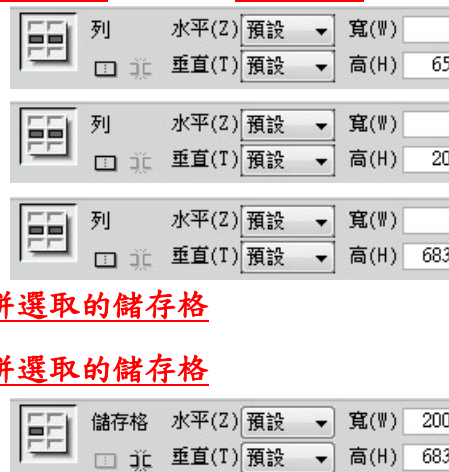 列 水平(Z) 預設 寬(W)
垂直(T) 預設 高(H) 65
列 水平(Z) 預設 寬(W)
垂直(T) 預設 高(H) 20
列 水平(Z) 預設 寬(W)
垂直(T) 預設 高(H) 683
併選取的儲存格
併選取的儲存格
儲存格 水平(Z) 預設 寬(W) 200
垂直(T) 預設 高(H) 683